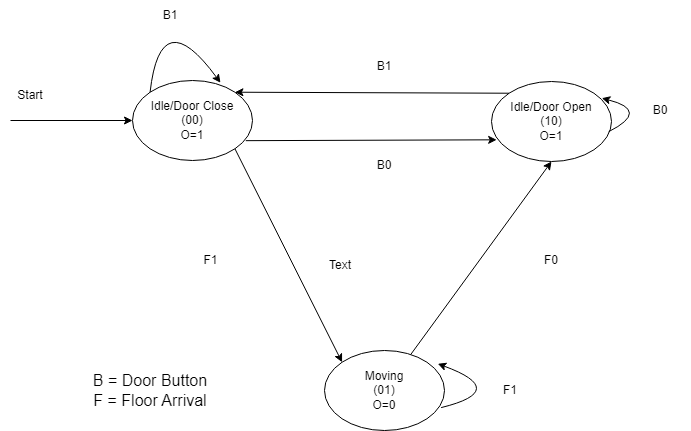 B1
B1
Start
Idle/Door Close
(00)
O=1
Idle/Door Open
(10)
O=1
B0
B0
F1
Text
F0
Moving
(01)
O=0
F1
B = Door Button
F = Floor Arrival